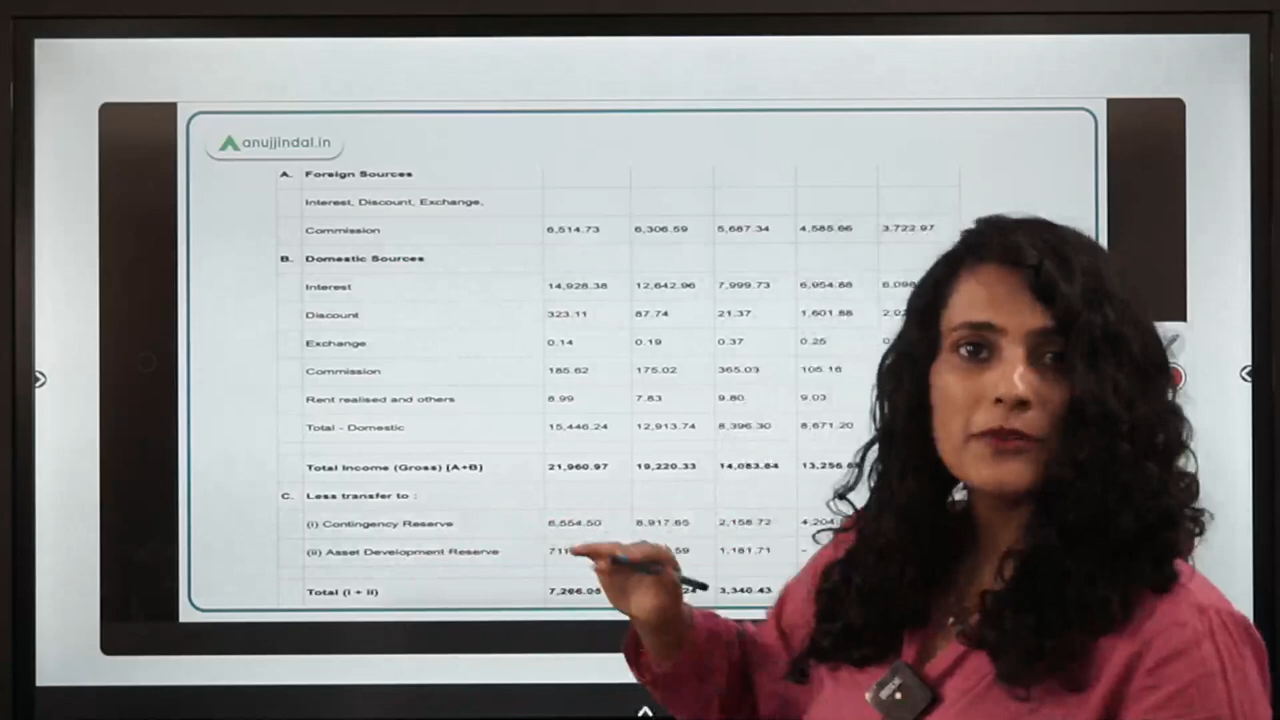 anujjindal.in
A. Foreign Sources
Interest, Discount, Exchange,
Commission 6,514.73 6,306.59 5,687.34 4,585.66 3,722.97
B. Domestic Sources
Interest 14,928.38 12,642.96 7,999.73 6,954.88
Discount 323.11 87.74 21.37 1,601.88
Exchange 0.14 0.19 0.37 0.25
Commission 185.62 175.02 365.03 105.16
Rent realised and others 8.99 7.83 9.80 9.03
Total - Domestic 15,446.24 12,913.74 8,396.30 8,671.20
Total Income (Gross) [A+B] 21,960.97 19,220.33 14,083.64
C. Less transfer to :
(i) Contingency Reserve 6,554.50 8,917.65 2,158.72
(ii) Asset Development Reserve 1,181.71 -
Total (i + ii) 3,340.43